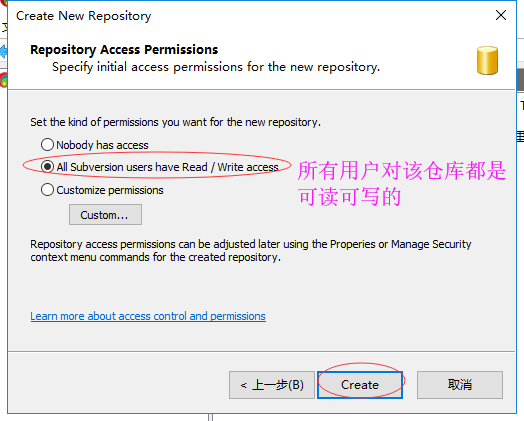 Create New Repository
Repository Access Permissions
Specify initial access permissions for the new repository.
Set the kind of permissions you want for the new repository.
Nobody has access
All Subversion users have Read / Write access
所有用户对该仓库都是
可读可写的
Customize permissions
Custom...
Repository access permissions can be adjusted later using the Properies or Manage Security
context menu commands for the created repository.
Learn more about access control and permissions
< 上一步(B)
Create
取消